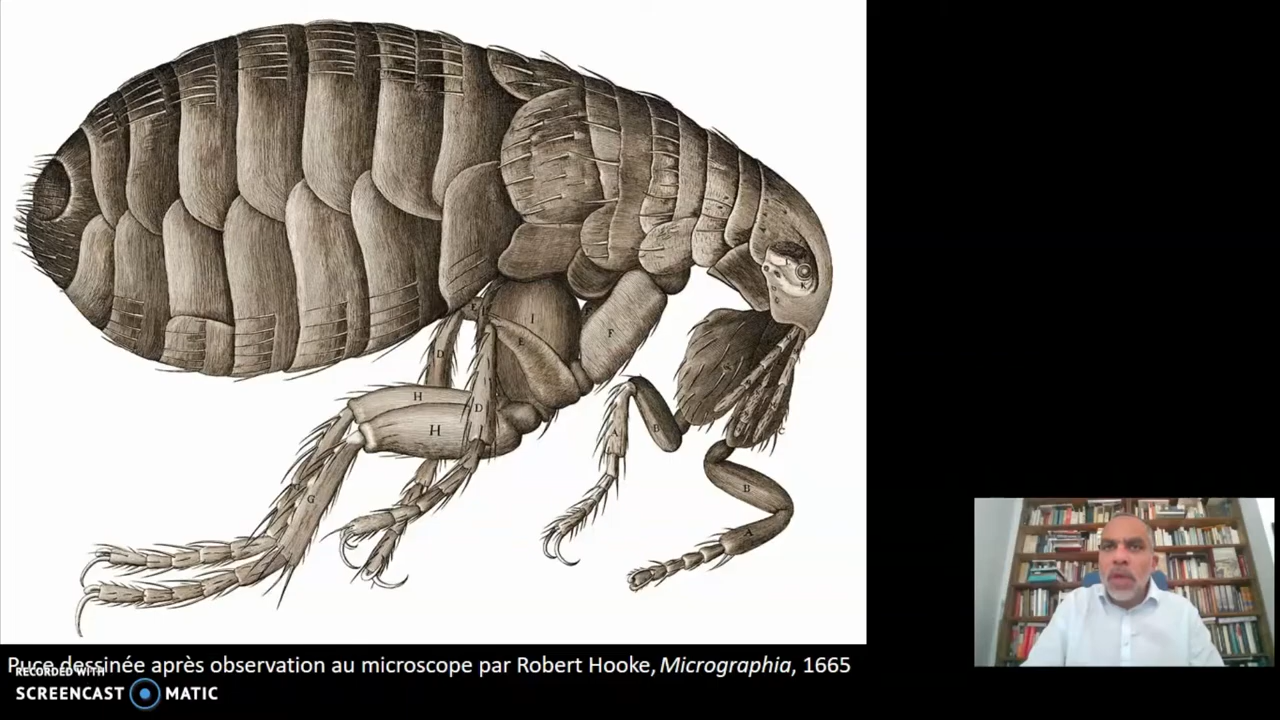 I
K
F
I
E
E
D
H
D
H
B
A
C
G
B
A
Puce dessinée après observation au microscope par Robert Hooke, Micrographia, 1665
RECORDED WITH
SCREENCAST MATIC